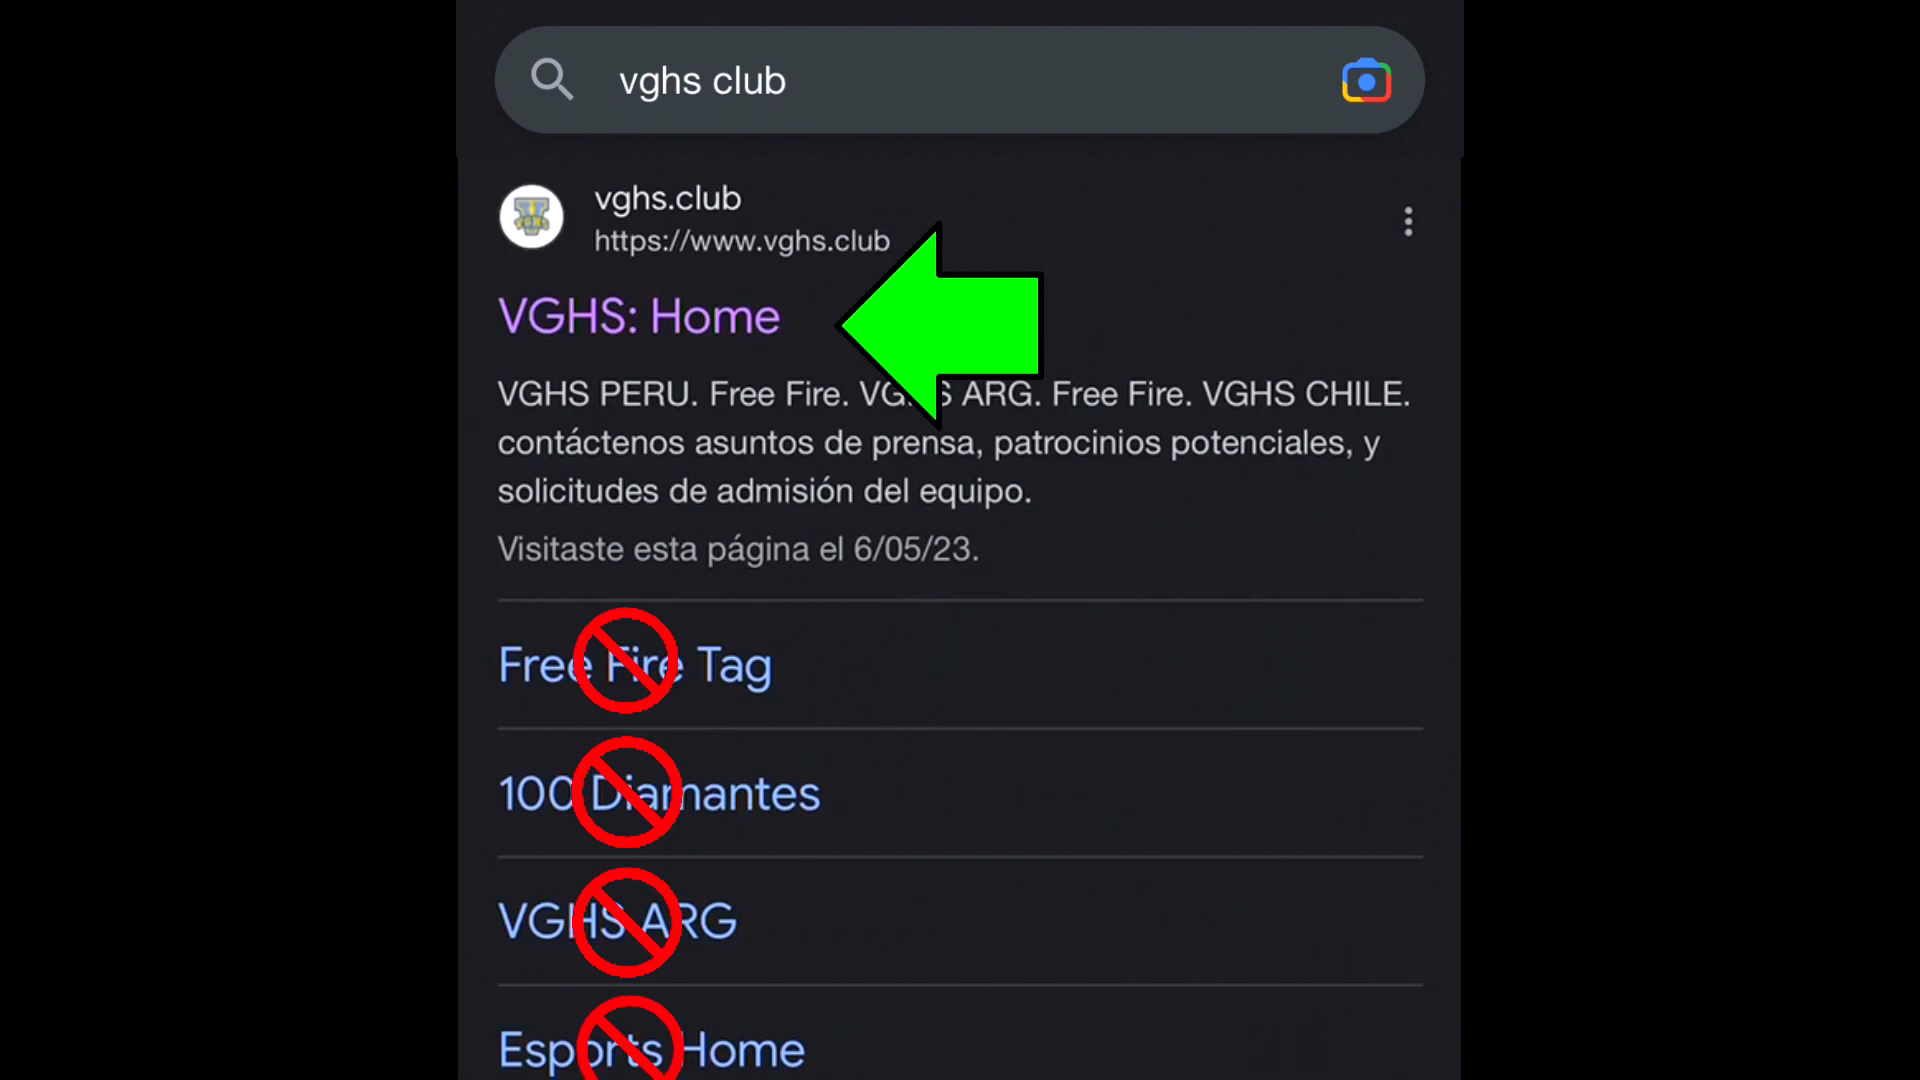 vghs club
VGHS
vghs.club
https://www.vghs.club
VGHS: Home
VGHS PERU. Free Fire. VGHS ARG. Free Fire. VGHS CHILE.
contáctenos asuntos de prensa, patrocinios potenciales, y
solicitudes de admisión del equipo.
Visitaste esta página el 6/05/23.
Free Fire Tag
100 Diamantes
VGHS ARG
Esports Home